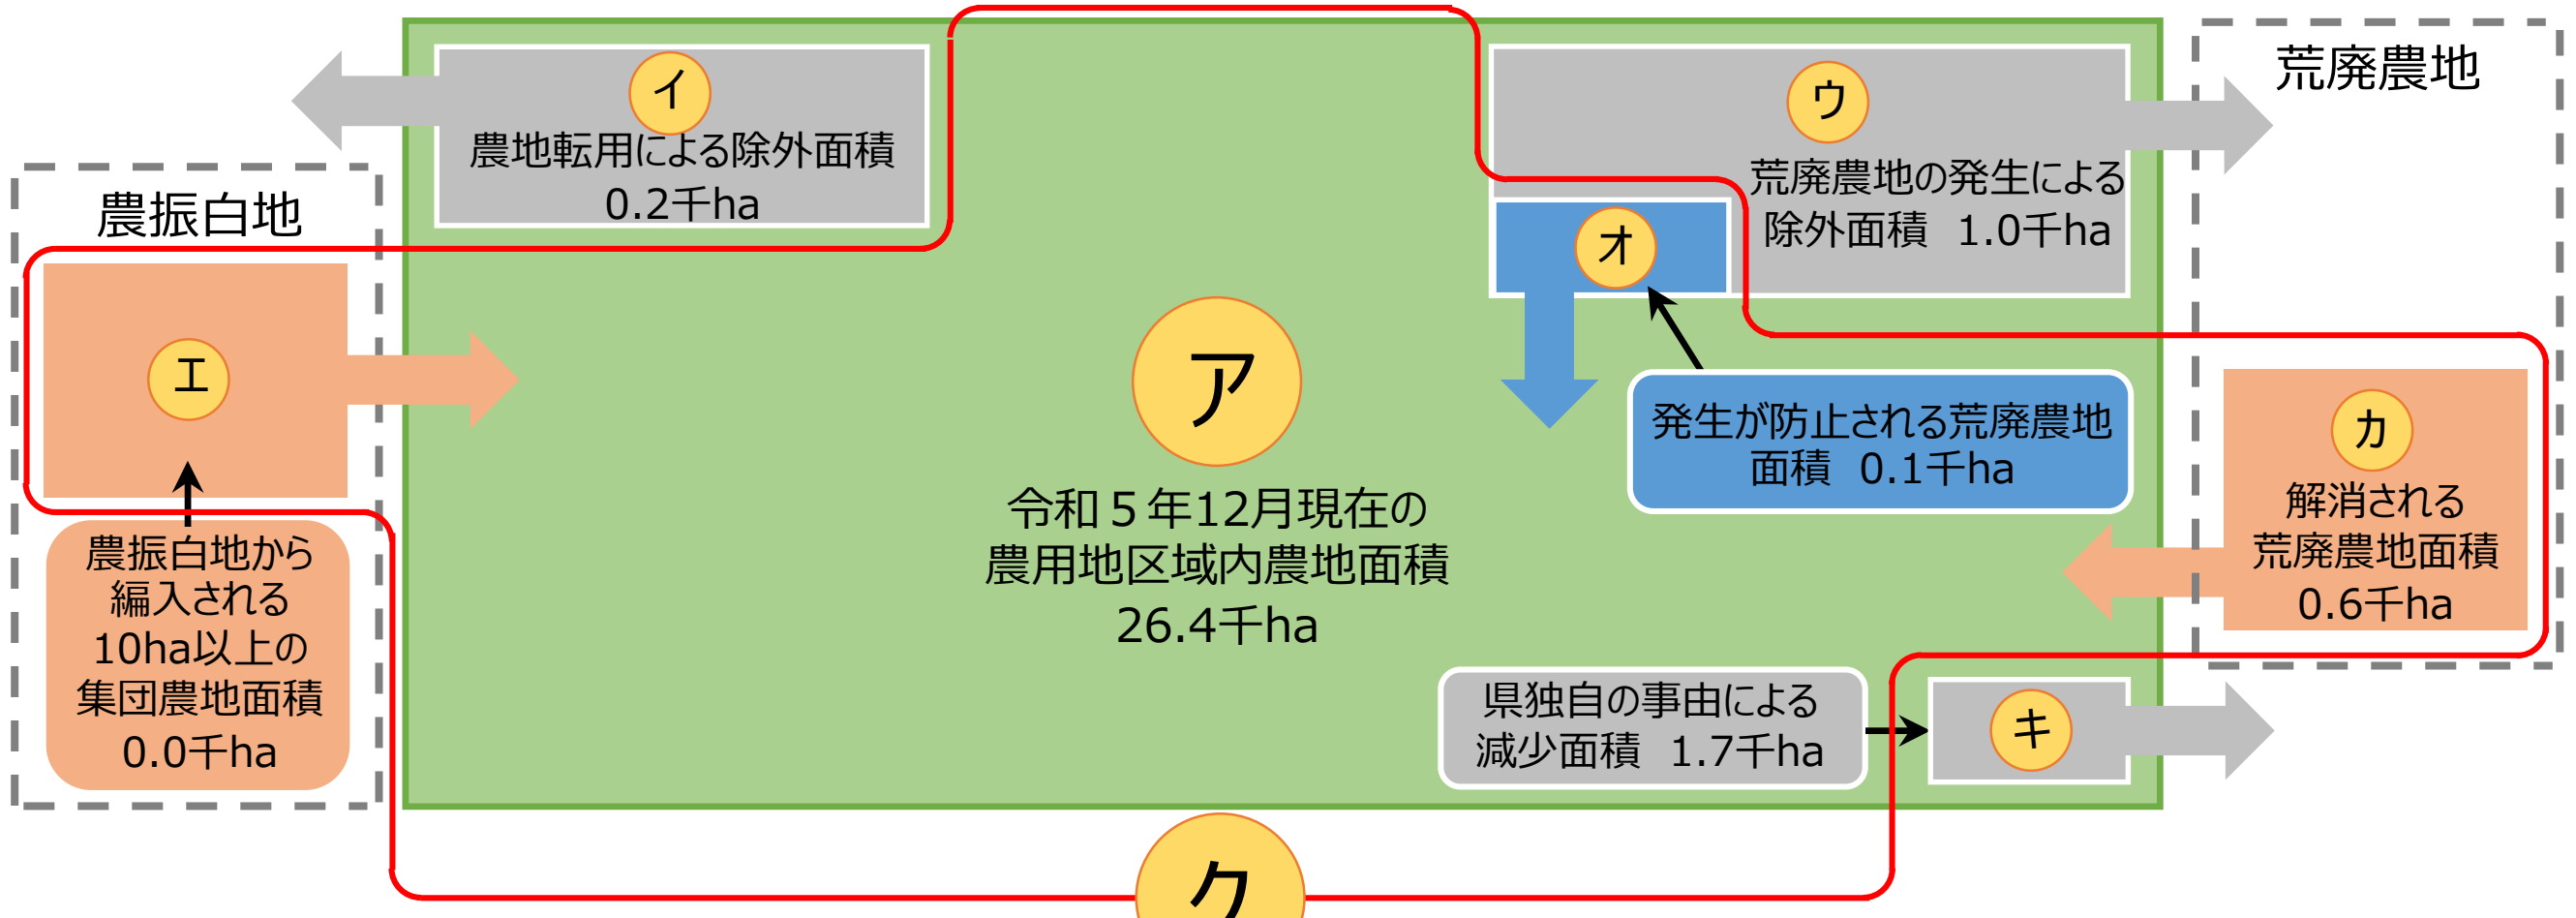 イ
農地転用による除外面積
0.2千ha
ウ
荒廃農地の発生による
除外面積 1.0千ha
荒廃農地
農振白地
エ
農振白地から
編入される
10ha以上の
集団農地面積
0.0千ha
ア
令和５年12月現在の
農用地区域内農地面積
26.4千ha
オ
発生が防止される荒廃農地
面積 0.1千ha
カ
解消される
荒廃農地面積
0.6千ha
県独自の事由による
減少面積 1.7千ha
キ
ク